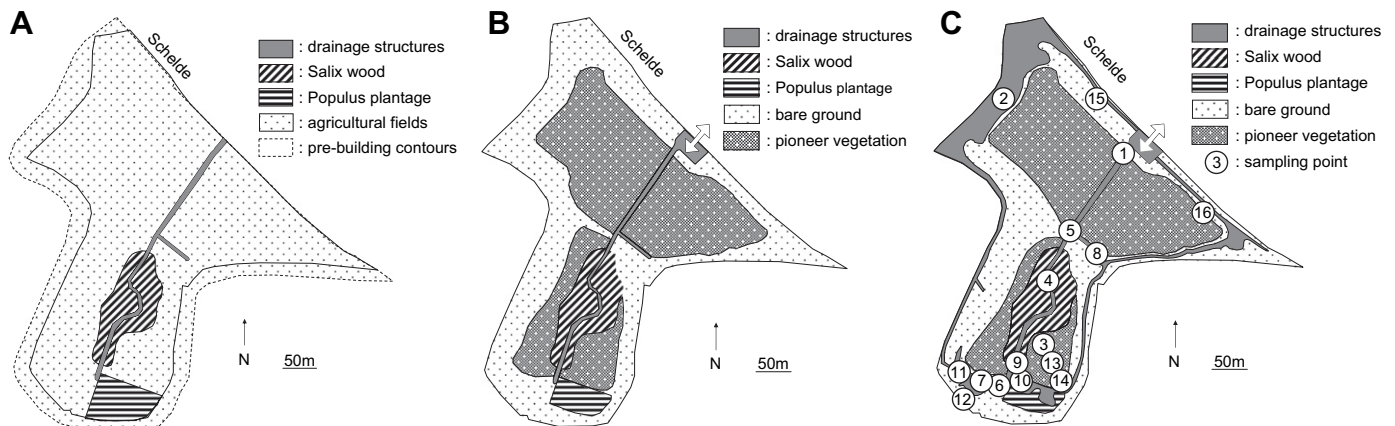 A
Schelde
: drainage structures
: Salix wood
: Populus plantage
: agricultural fields
: pre-building contours
N
50m
B
Schelde
: drainage structures
: Salix wood
: Populus plantage
: bare ground
: pioneer vegetation
N
50m
C
Schelde
: drainage structures
: Salix wood
: Populus plantage
: bare ground
: pioneer vegetation
3 : sampling point
2
15
1
16
5
8
4
3
9
13
11
7
6
10
14
12
N
50m